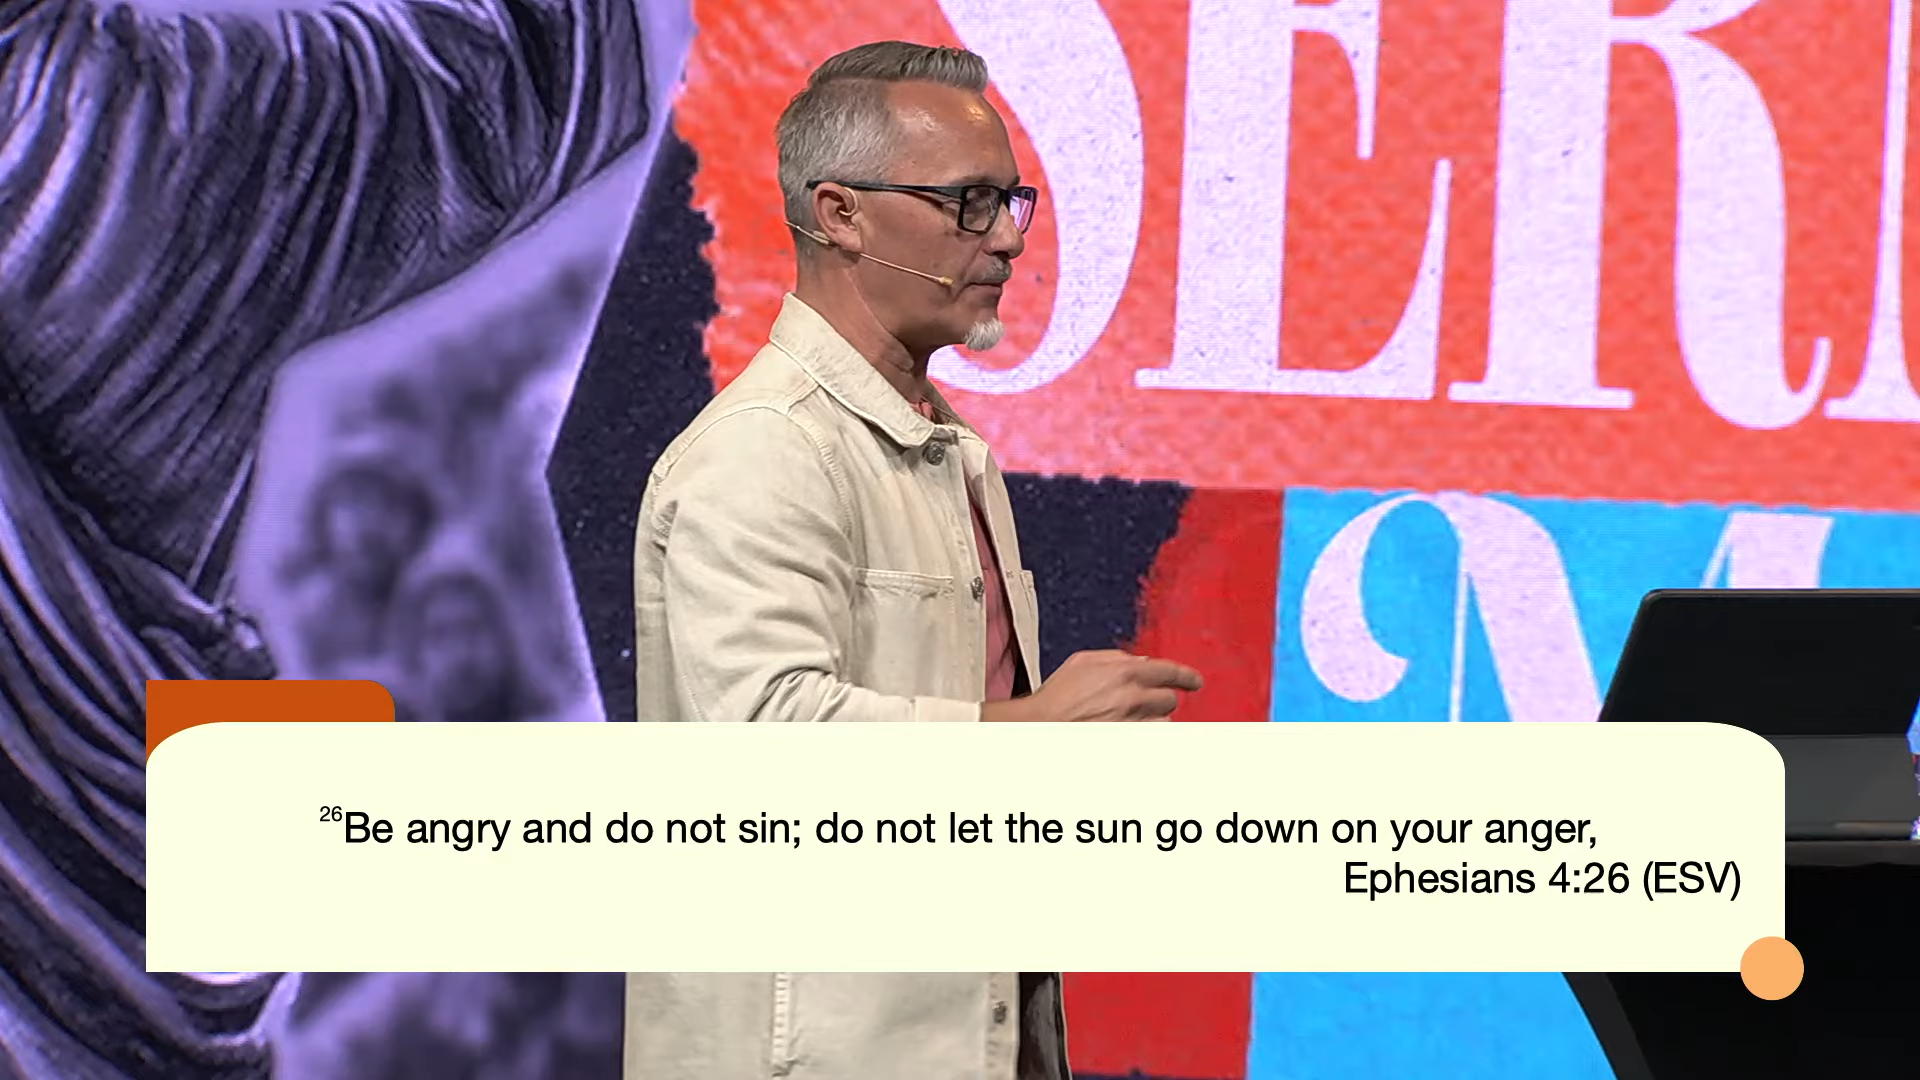 SER
M
26Be angry and do not sin; do not let the sun go down on your anger,
Ephesians 4:26 (ESV)